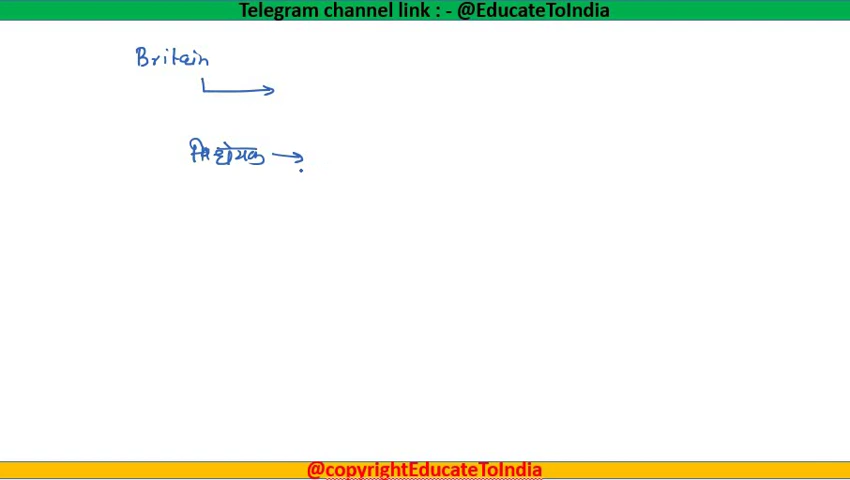 Telegram channel link : - @EducateToIndia
Britain
विधेयक
@copyrightEducateToIndia